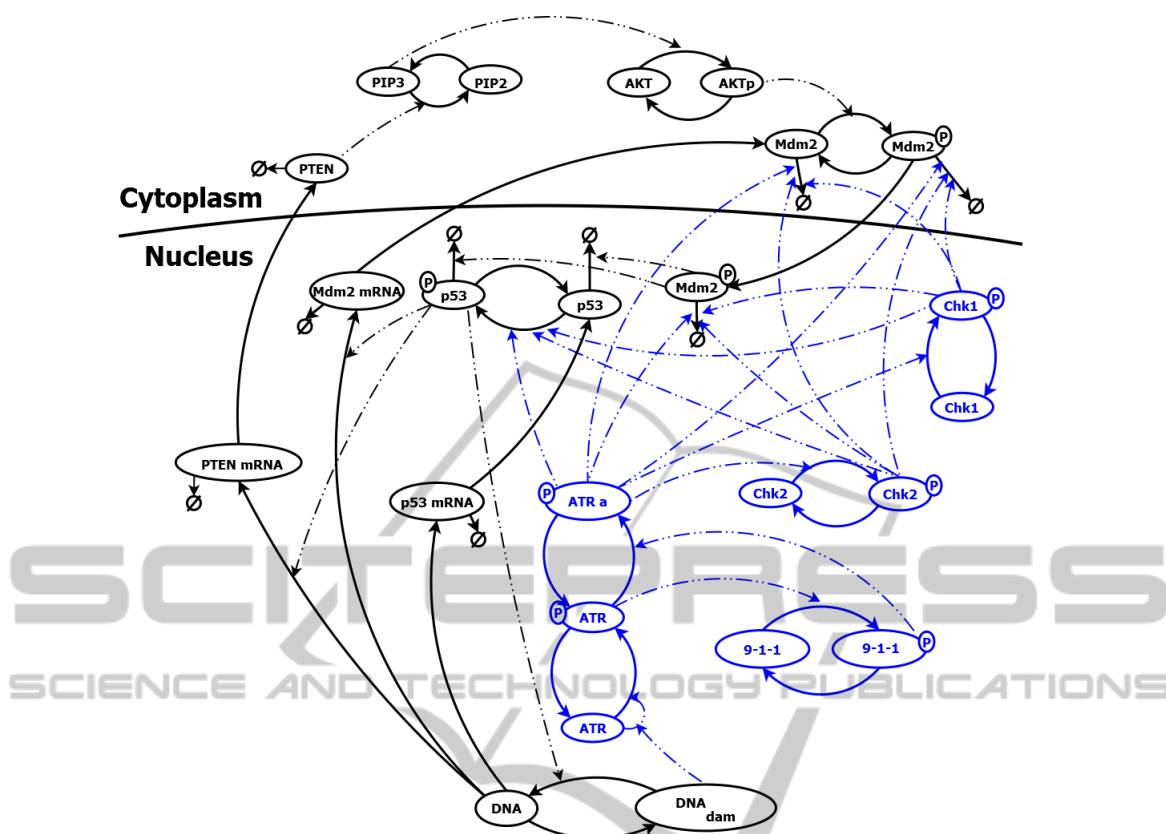 PIP3
PIP2
AKT
AKTp
P
Mdm2
Mdm2
Ø
PTEN
Cytoplasm
Ø
Ø
Nucleus
Ø
Ø
P
p53
p53
Mdm2 mRNA
Ø
P
Mdm2
Ø
Chk1
P
Chk1
PTEN mRNA
Ø
p53 mRNA
Ø
P
ATR a
Chk2
Chk2
P
P
ATR
9-1-1
9-1-1
P
ATR
DNA
DNA
dam
SCITEPRESS
SCIENCE AND TECHNOLOGY PUBLICATIONS